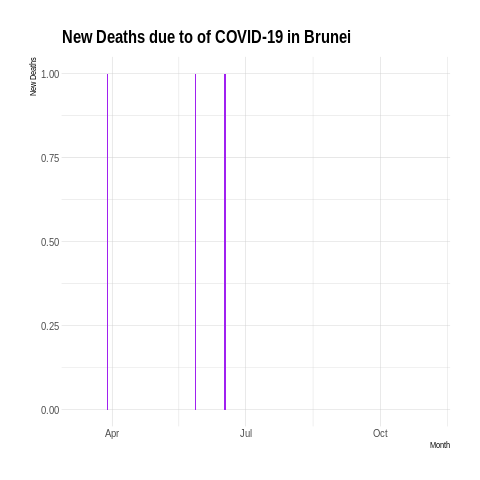 New Deaths due to of COVID-19 in Brunei
New Deaths
1.00
0.75
0.50
0.25
0.00
Apr Jul Oct
Month